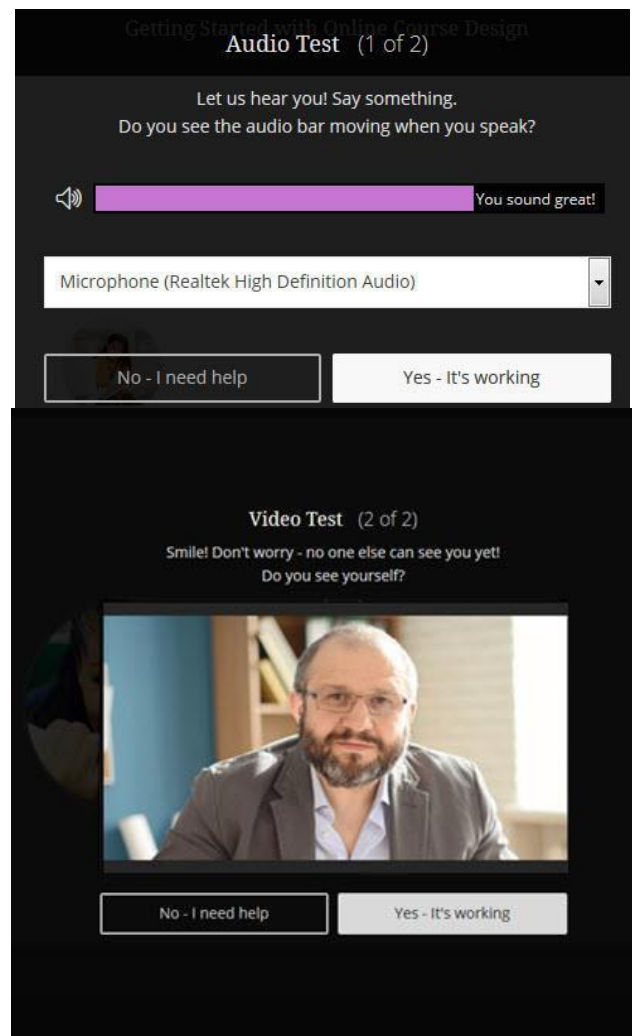 Getting Started with Online Course Design
Audio Test (1 of 2)
Let us hear you! Say something.
Do you see the audio bar moving when you speak?
You sound great!
Microphone (Realtek High Definition Audio)
No - I need help
Yes - It's working
Video Test (2 of 2)
Smile! Don't worry - no one else can see you yet!
Do you see yourself?
No - I need help
Yes - It's working